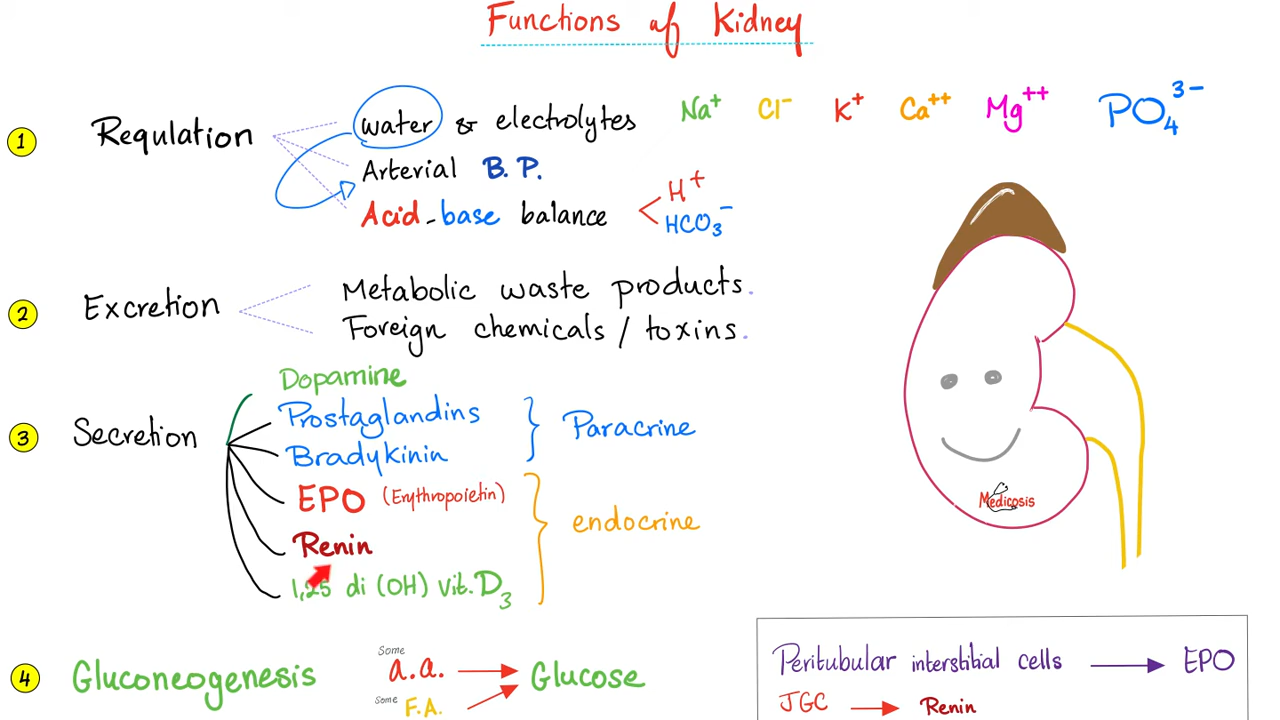 Functions of Kidney
1 Regulation
water & electrolytes Na+ Cl- K+ Ca++ Mg++ PO4 3-
Arterial B.P.
Acid-base balance H+ HCO3-
2 Excretion
Metabolic waste products.
Foreign chemicals / toxins.
3 Secretion
Dopamine
Prostaglandins
Bradykinin
Paracrine
EPO (Erythropoietin)
Renin
1,25 di (OH) vit. D3
endocrine
Medicosis
4 Gluconeogenesis
Some a.a. → Glucose
Some F.A.
Peritubular interstitial cells → EPO
JGC → Renin